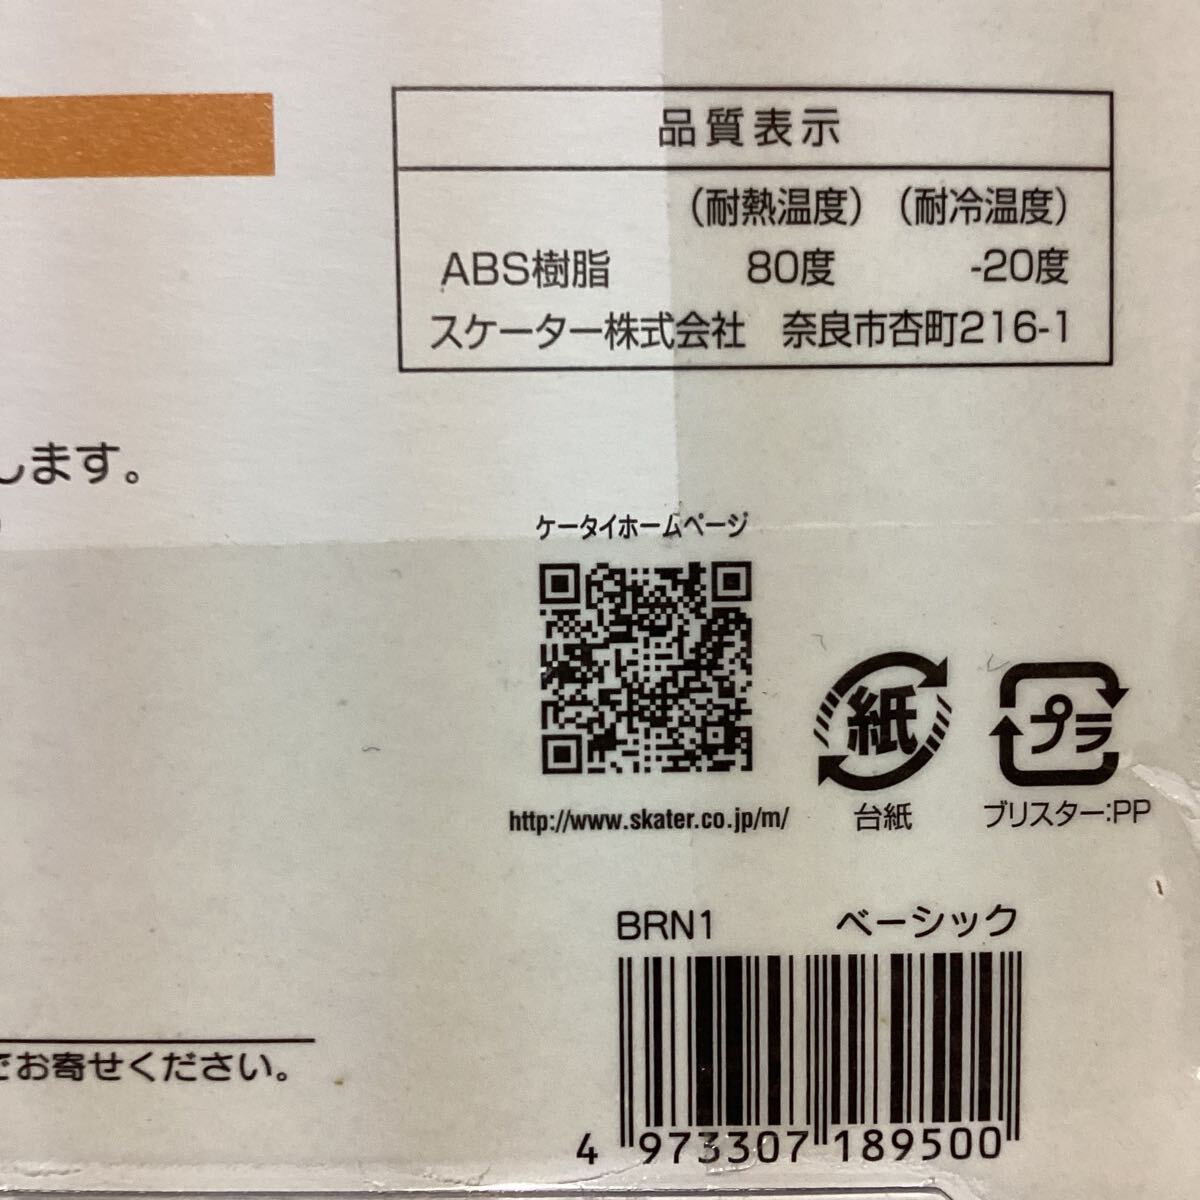 品質表示
（耐熱温度） （耐冷温度）
ABS樹脂 80度 -20度
スケーター株式会社 奈良市杏町216-1
します。
ケータイホームページ
http://www.skater.co.jp/m/
紙
台紙
プラ
ブリスター：PP
BRN1 ベーシック
4 973307 189500
でお寄せください。